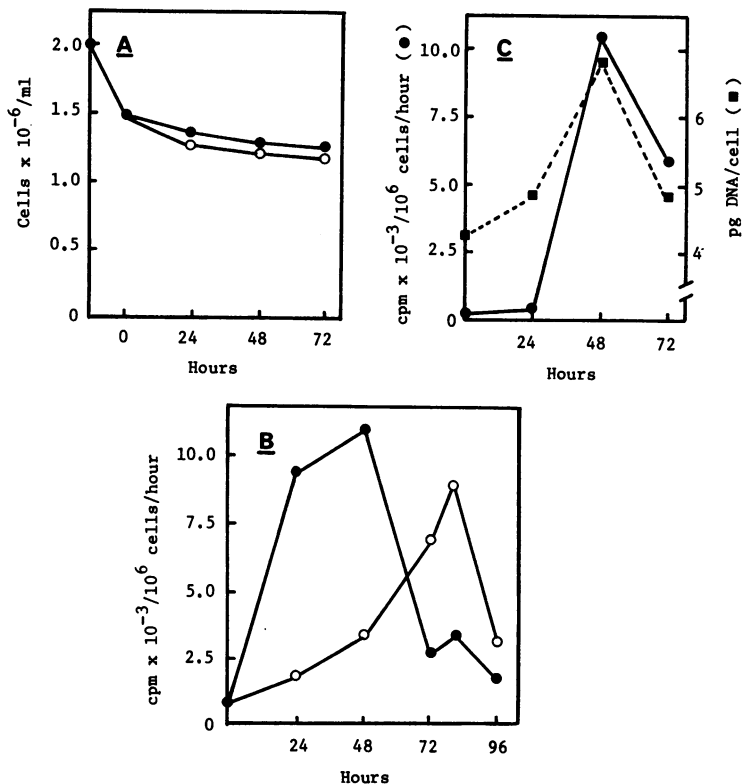 A
Cells x 10⁻⁶/ml
2.0
1.5
1.0
0.5
0
0 24 48 72
Hours
C
cpm x 10⁻³/10⁶ cells/hour (●)
10.0
7.5
5.0
2.5
0
pg DNA/cell (■)
6
5
4
24 48 72
Hours
B
cpm x 10⁻³/10⁶ cells/hour
10.0
7.5
5.0
2.5
0
24 48 72 96
Hours